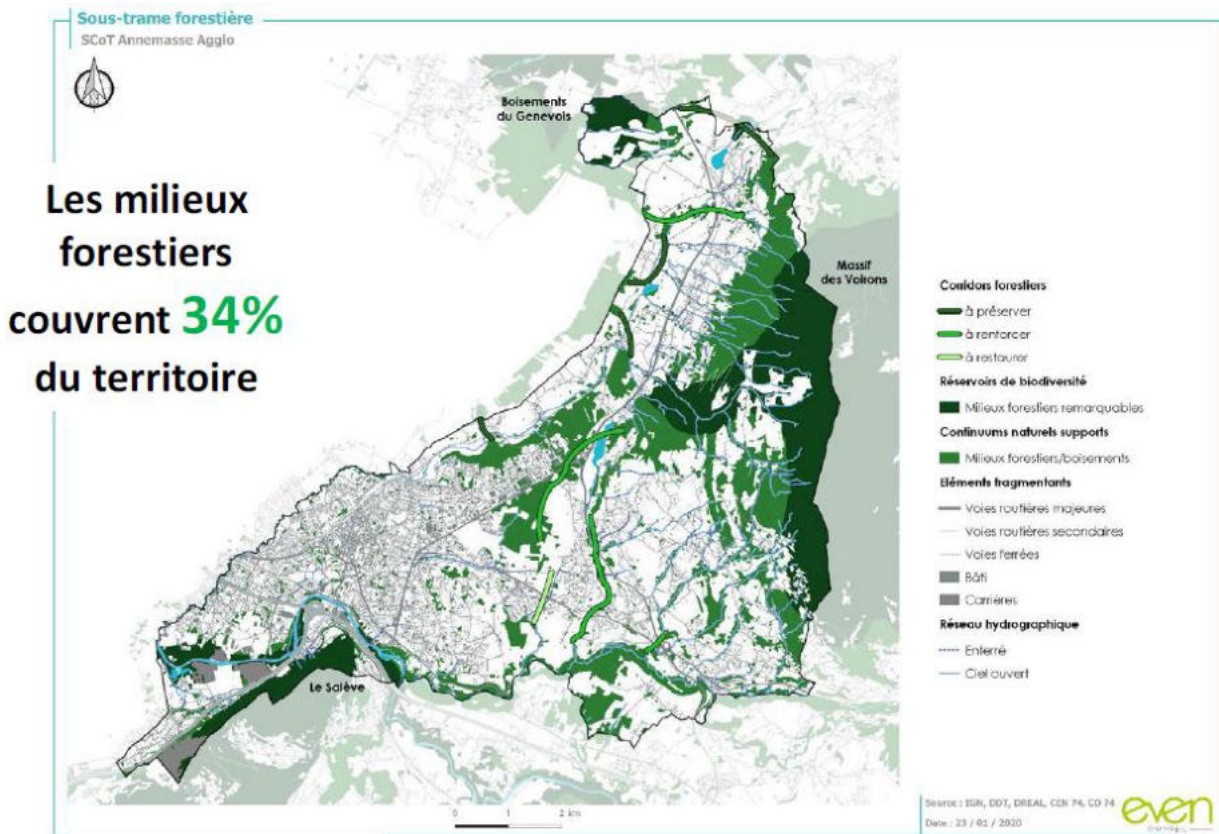 Sous-trame forestière
SCoT Annemasse Agglo
Les milieux
forestiers
couvrent 34%
du territoire
Boisements
du Genevois
Massif
des Voirons
Le Salève
Corridors forestiers
à préserver
à renforcer
à restaurer
Réservoirs de biodiversité
Milieux forestiers remarquables
Continuums naturels supports
Milieux forestiers/boisements
Eléments fragmentants
Voies routières majeures
Voies routières secondaires
Voies ferrées
Bâti
Carrières
Réseau hydrographique
Enterré
Ciel ouvert
0 1 2 km
Source : IGN, DDT, DREAL, CEN 74, CD 74
Date : 23 / 01 / 2020
even